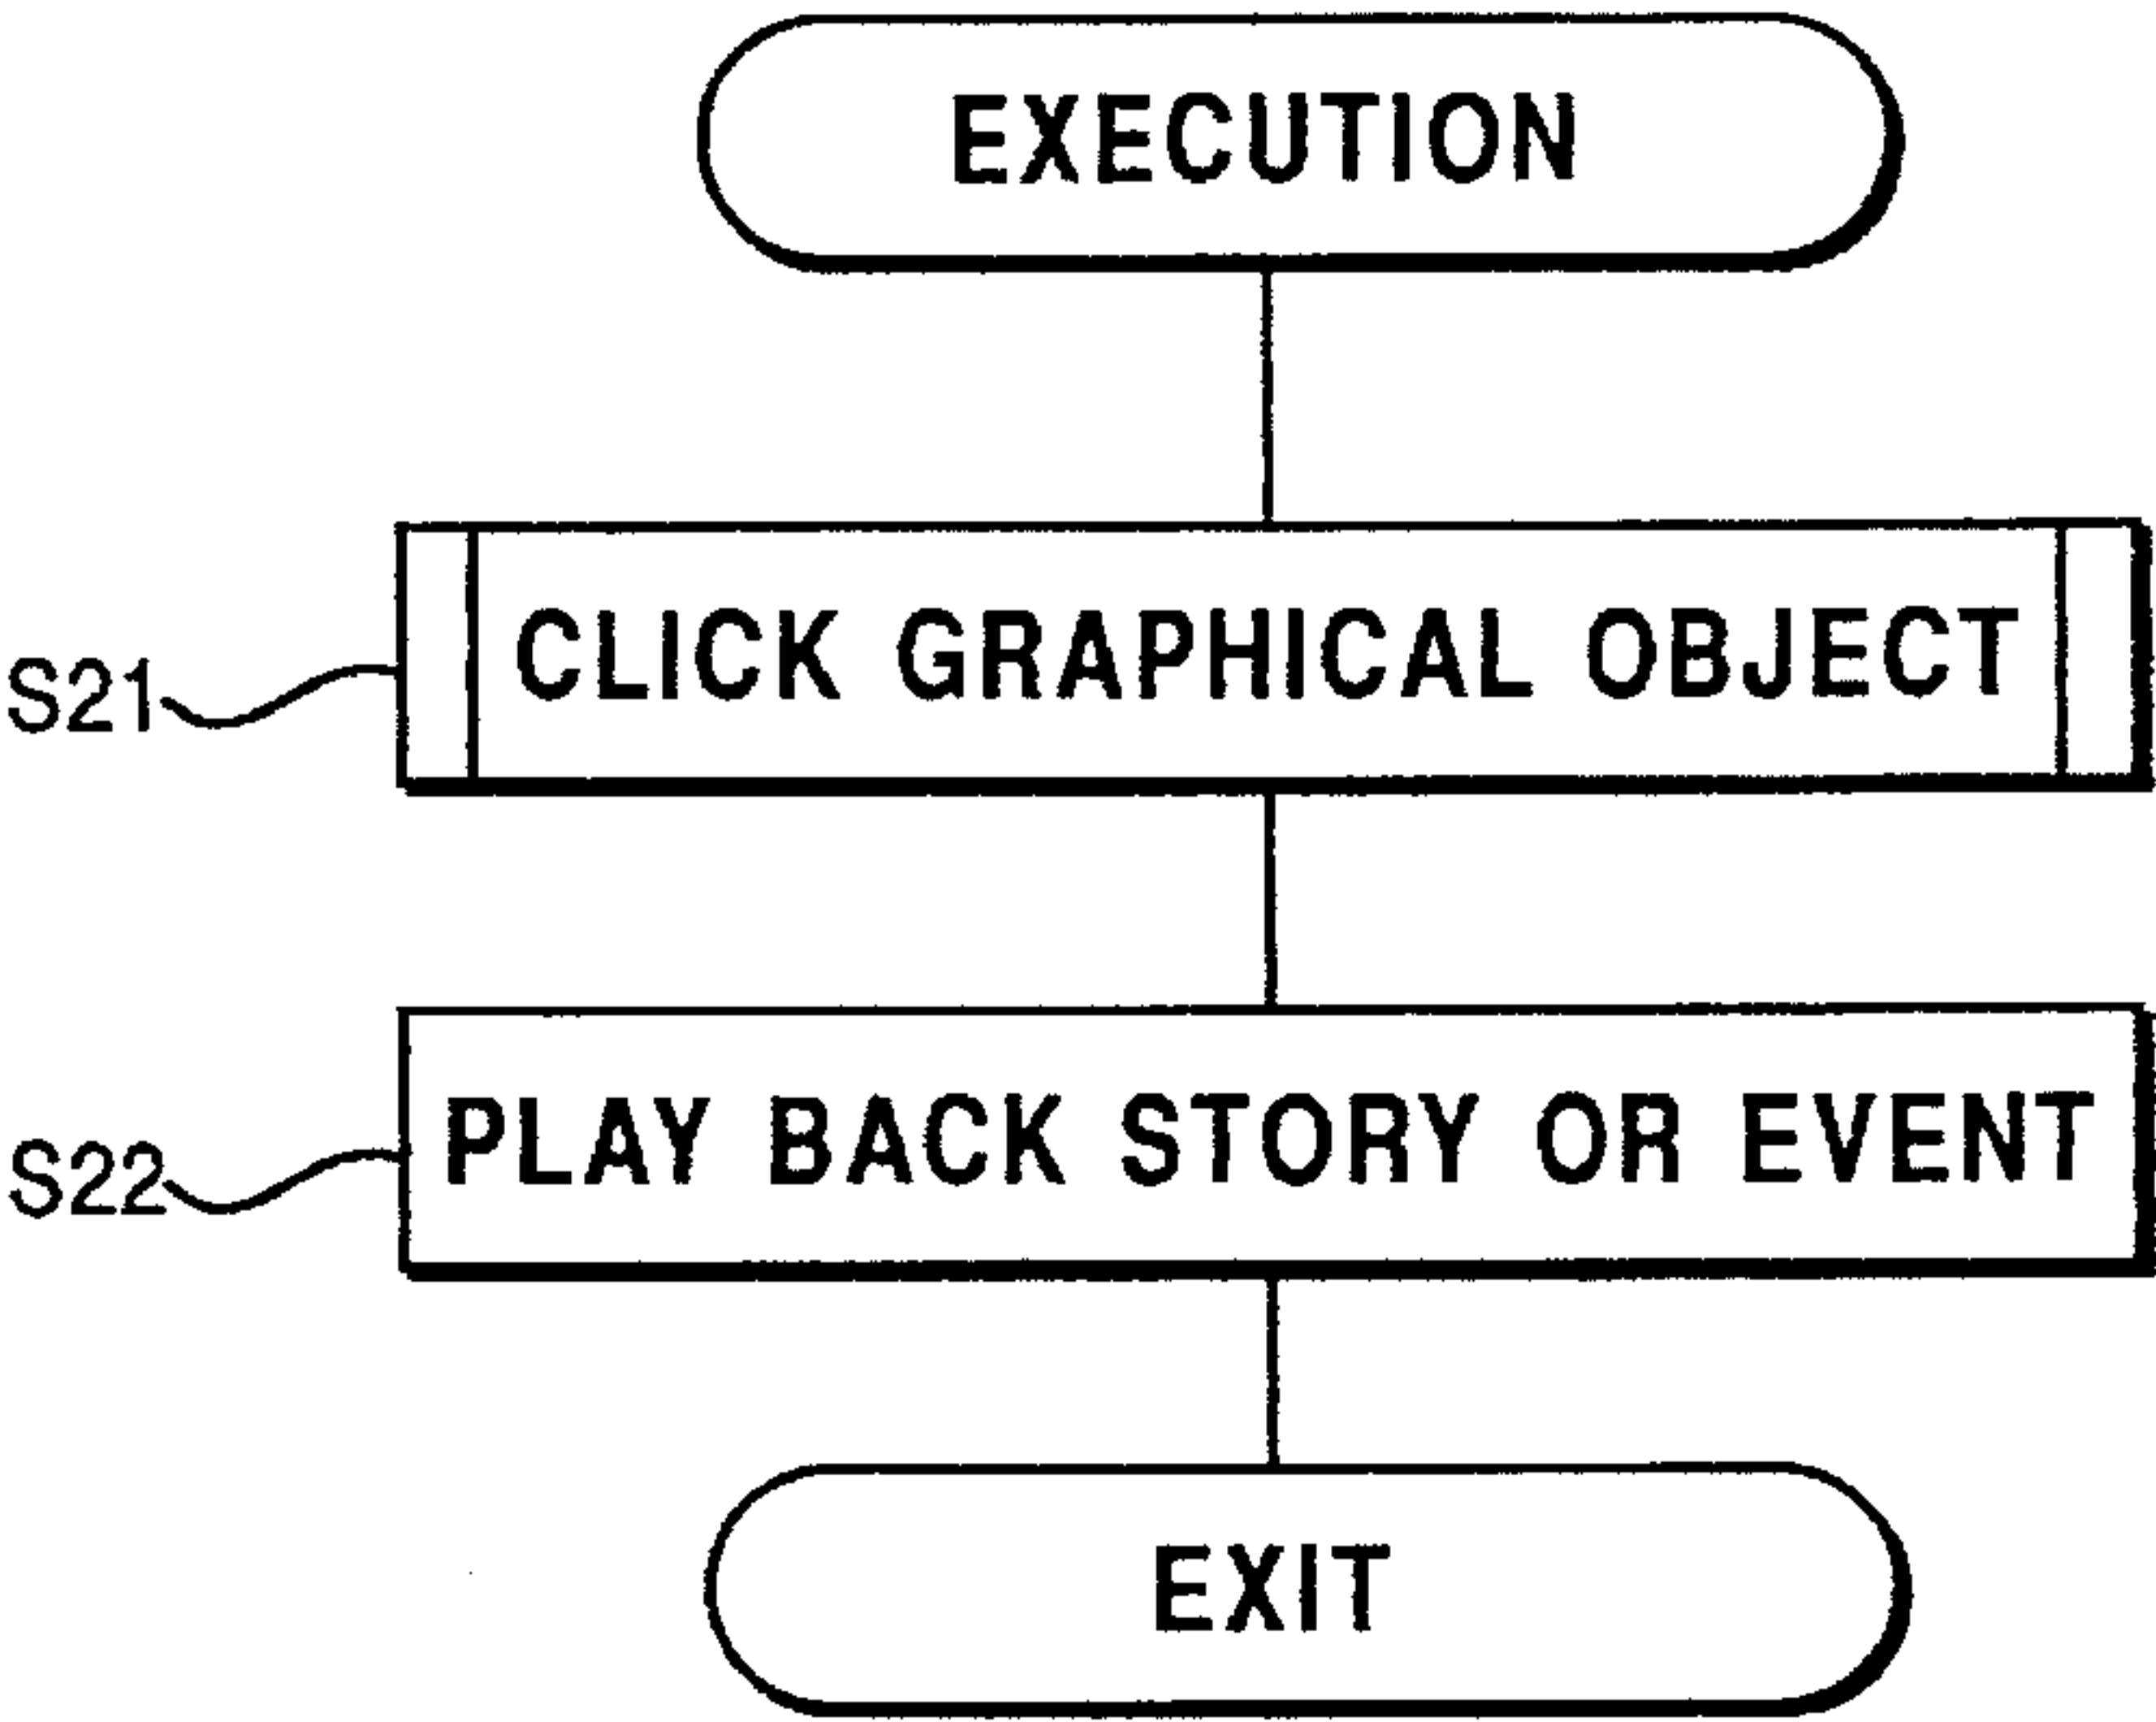 EXECUTION
S21
CLICK GRAPHICAL OBJECT
S22
PLAY BACK STORY OR EVENT
EXIT